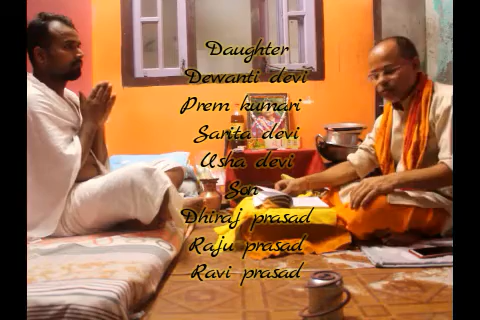 Daughter
Dewanti devi
Prem kumari
Sarita devi
Usha devi
Son
Dhiraj prasad
Raju prasad
Ravi prasad